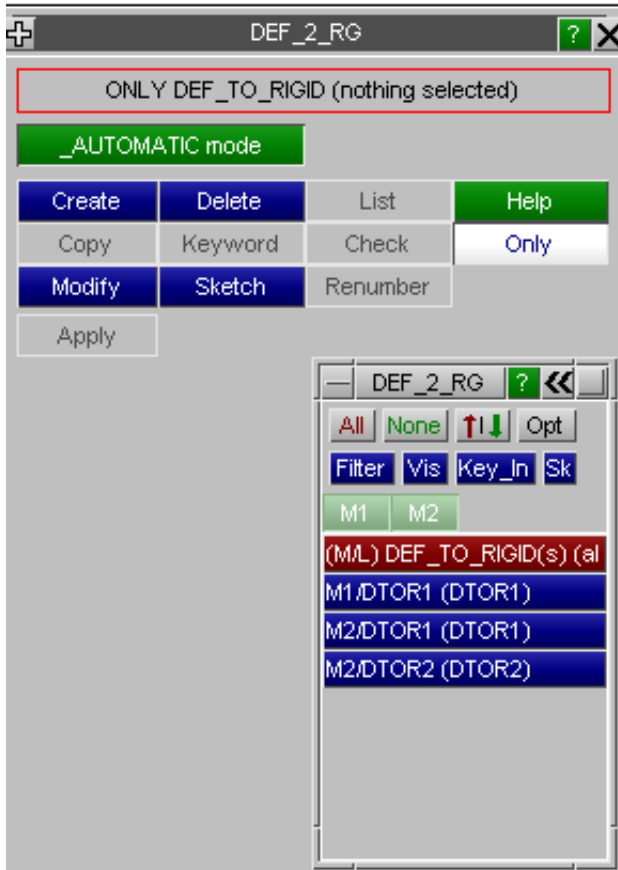 DEF_2_RG ?
ONLY DEF_TO_RIGID (nothing selected)
_AUTOMATIC mode
Create Delete List Help
Copy Keyword Check Only
Modify Sketch Renumber
Apply
DEF_2_RG ?
All None Opt
Filter Vis Key_In Sk
M1 M2
(M/L) DEF_TO_RIGID(s) (al
M1/DTOR1 (DTOR1)
M2/DTOR1 (DTOR1)
M2/DTOR2 (DTOR2)